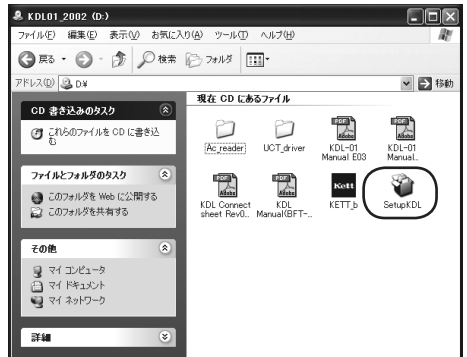 KDL01_2002 (D:)
ファイル(F) 編集(E) 表示(V) お気に入り(A) ツール(T) ヘルプ(H)
戻る 検索 フォルダ
アドレス(D) D:¥ 移動
現在 CD にあるファイル
CD 書き込みのタスク
これらのファイルを CD に書き込
む
ファイルとフォルダのタスク
このフォルダを Web に公開する
このフォルダを共有する
その他
マイ コンピュータ
マイ ドキュメント
マイ ネットワーク
詳細
Ac_reader UCT_driver KDL-01
Manual E03 KDL-01
Manual...
KDL Connect
sheet Rev0... KDL
Manual(BFT-... KETT_b SetupKDL
PDF
Adobe
PDF
Adobe
PDF
Adobe
PDF
Adobe
Kett